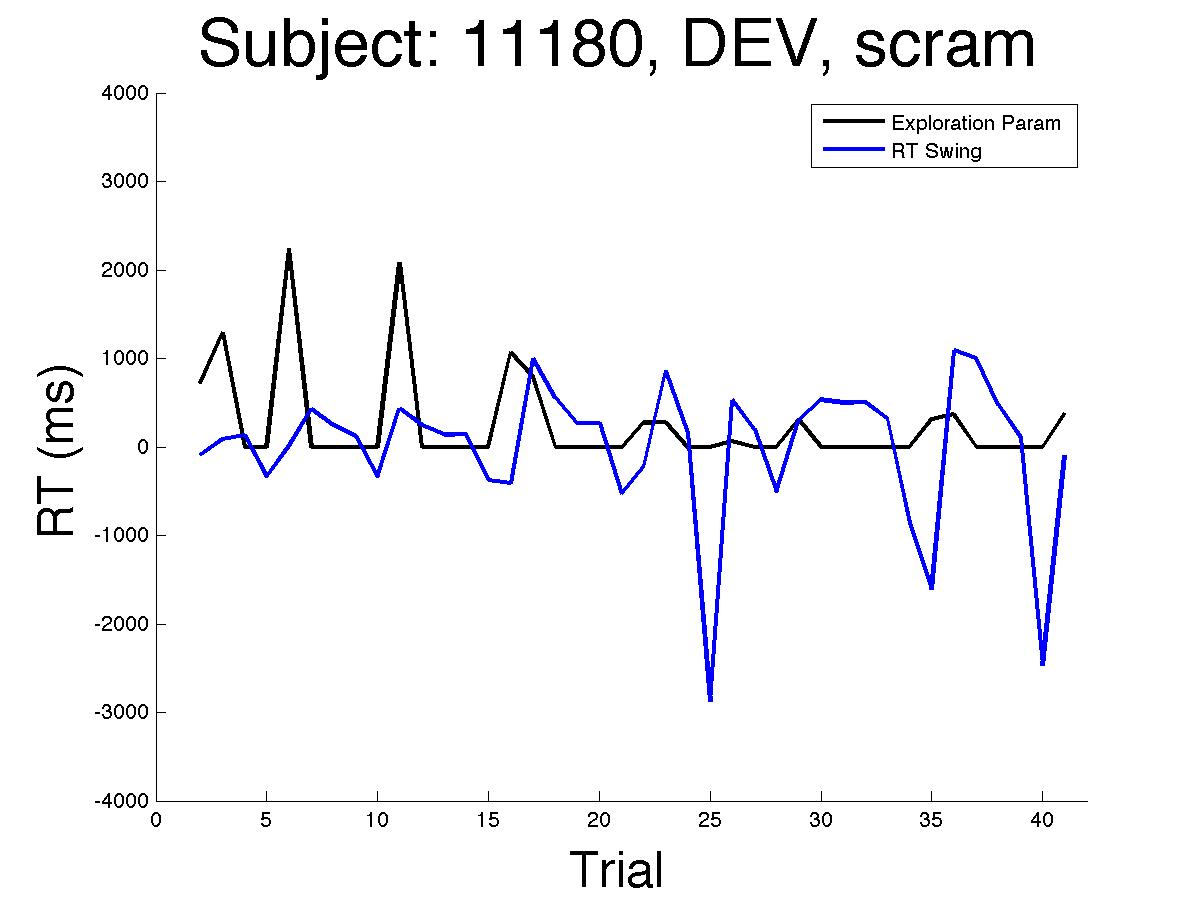 Subject: 11180, DEV, scram
Exploration Param
RT Swing
RT (ms)
4000
3000
2000
1000
0
-1000
-2000
-3000
-4000
0 5 10 15 20 25 30 35 40
Trial